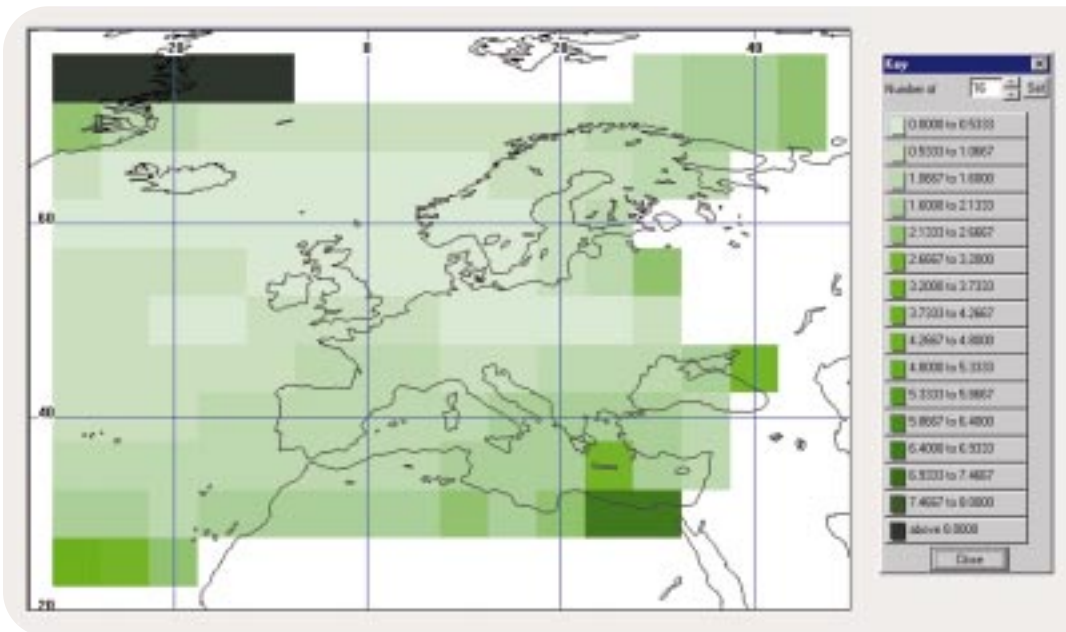 -20
0
20
40
60
40
20
Key
Number of
16
Set
0.0000 to 0.5333
0.5333 to 1.0667
1.0667 to 1.6000
1.6000 to 2.1333
2.1333 to 2.6667
2.6667 to 3.2000
3.2000 to 3.7333
3.7333 to 4.2667
4.2667 to 4.8000
4.8000 to 5.3333
5.3333 to 5.8667
5.8667 to 6.4000
6.4000 to 6.9333
6.9333 to 7.4667
7.4667 to 8.0000
above 8.0000
Close